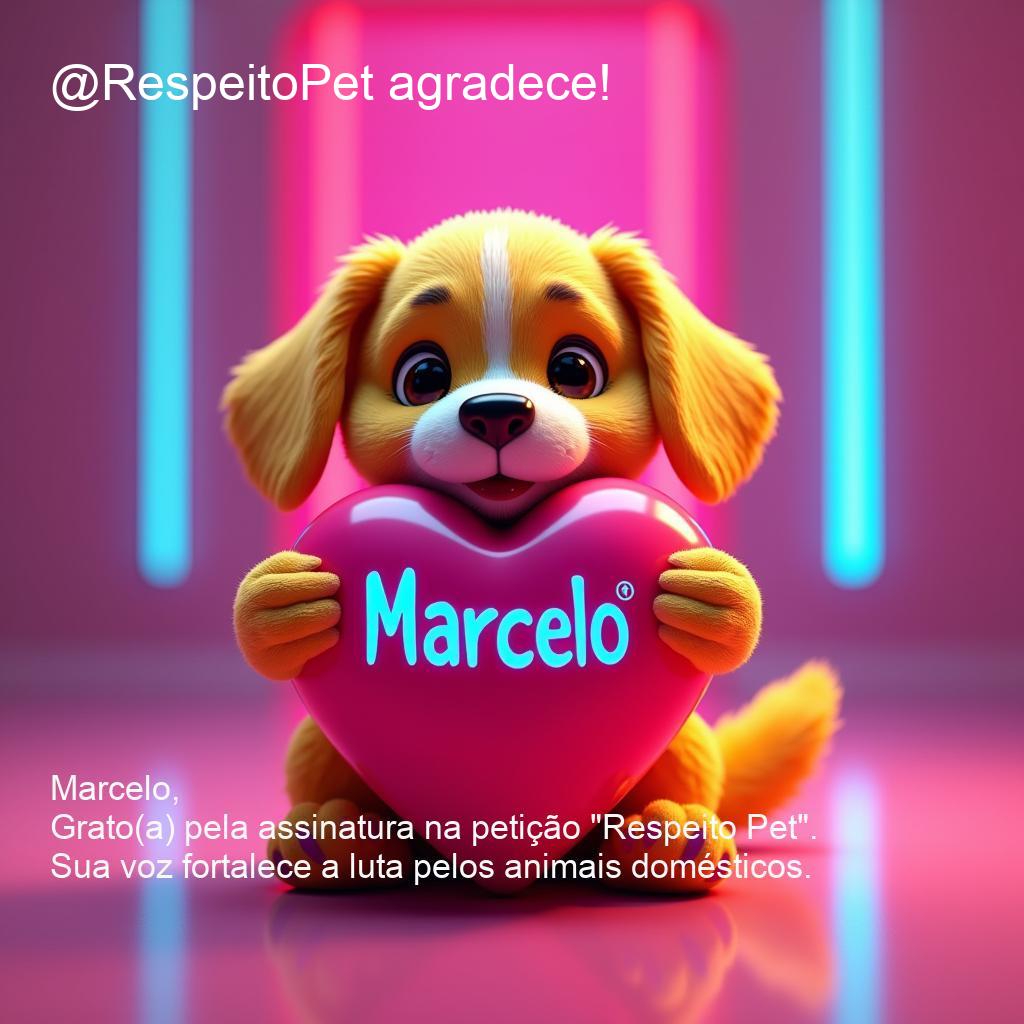 @RespeitoPet agradece!
Marcelo
Marcelo,
Grato(a) pela assinatura na petição "Respeito Pet".
Sua voz fortalece a luta pelos animais domésticos.